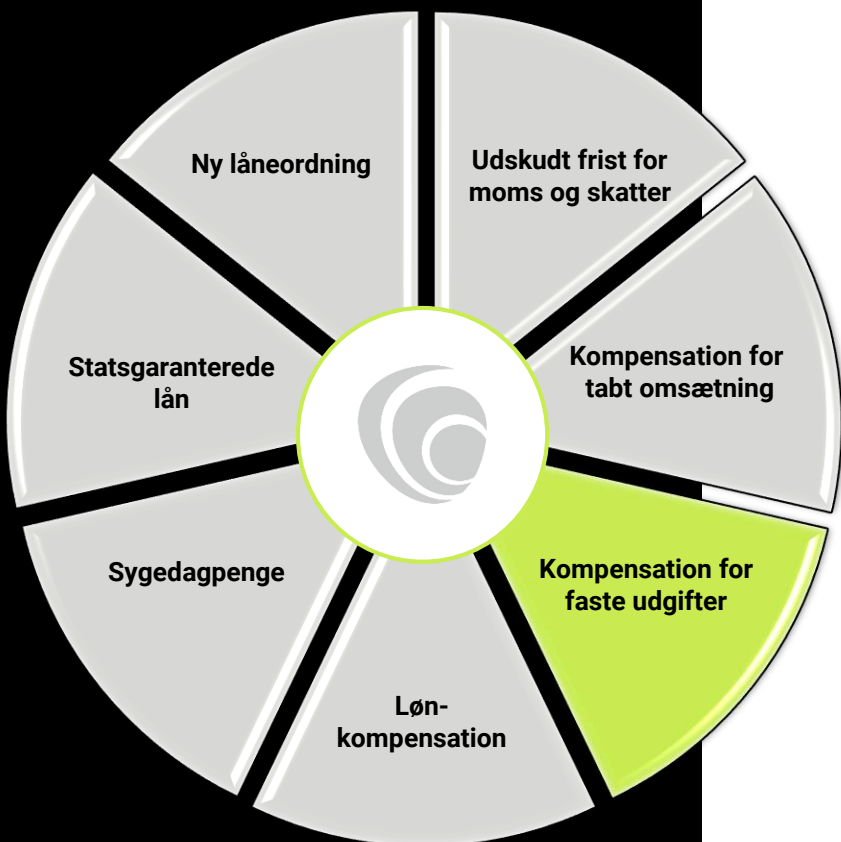 Ny låneordning
Udskudt frist for
moms og skatter
Statsgaranterede
lån
Kompensation for
tabt omsætning
Sygedagpenge
Kompensation for
faste udgifter
Løn-
kompensation